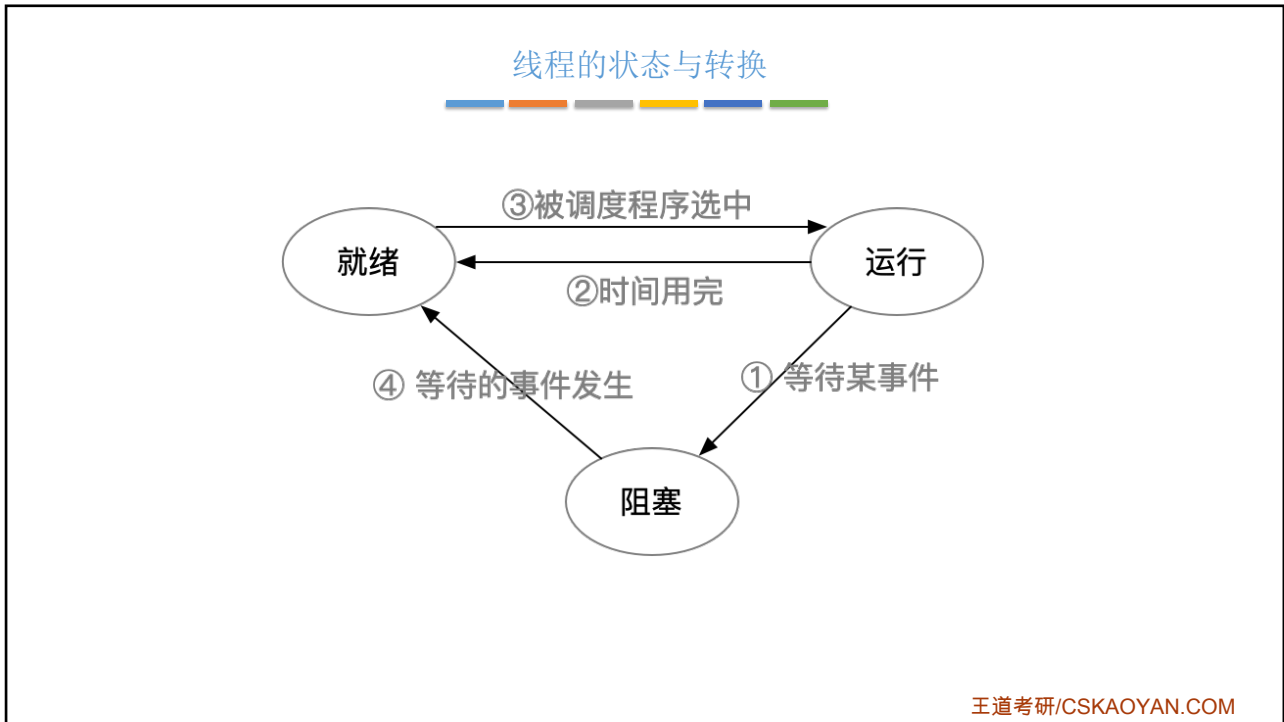 线程的状态与转换
③被调度程序选中
就绪
运行
②时间用完
① 等待某事件
④ 等待的事件发生
阻塞
王道考研/CSKAOYAN.COM